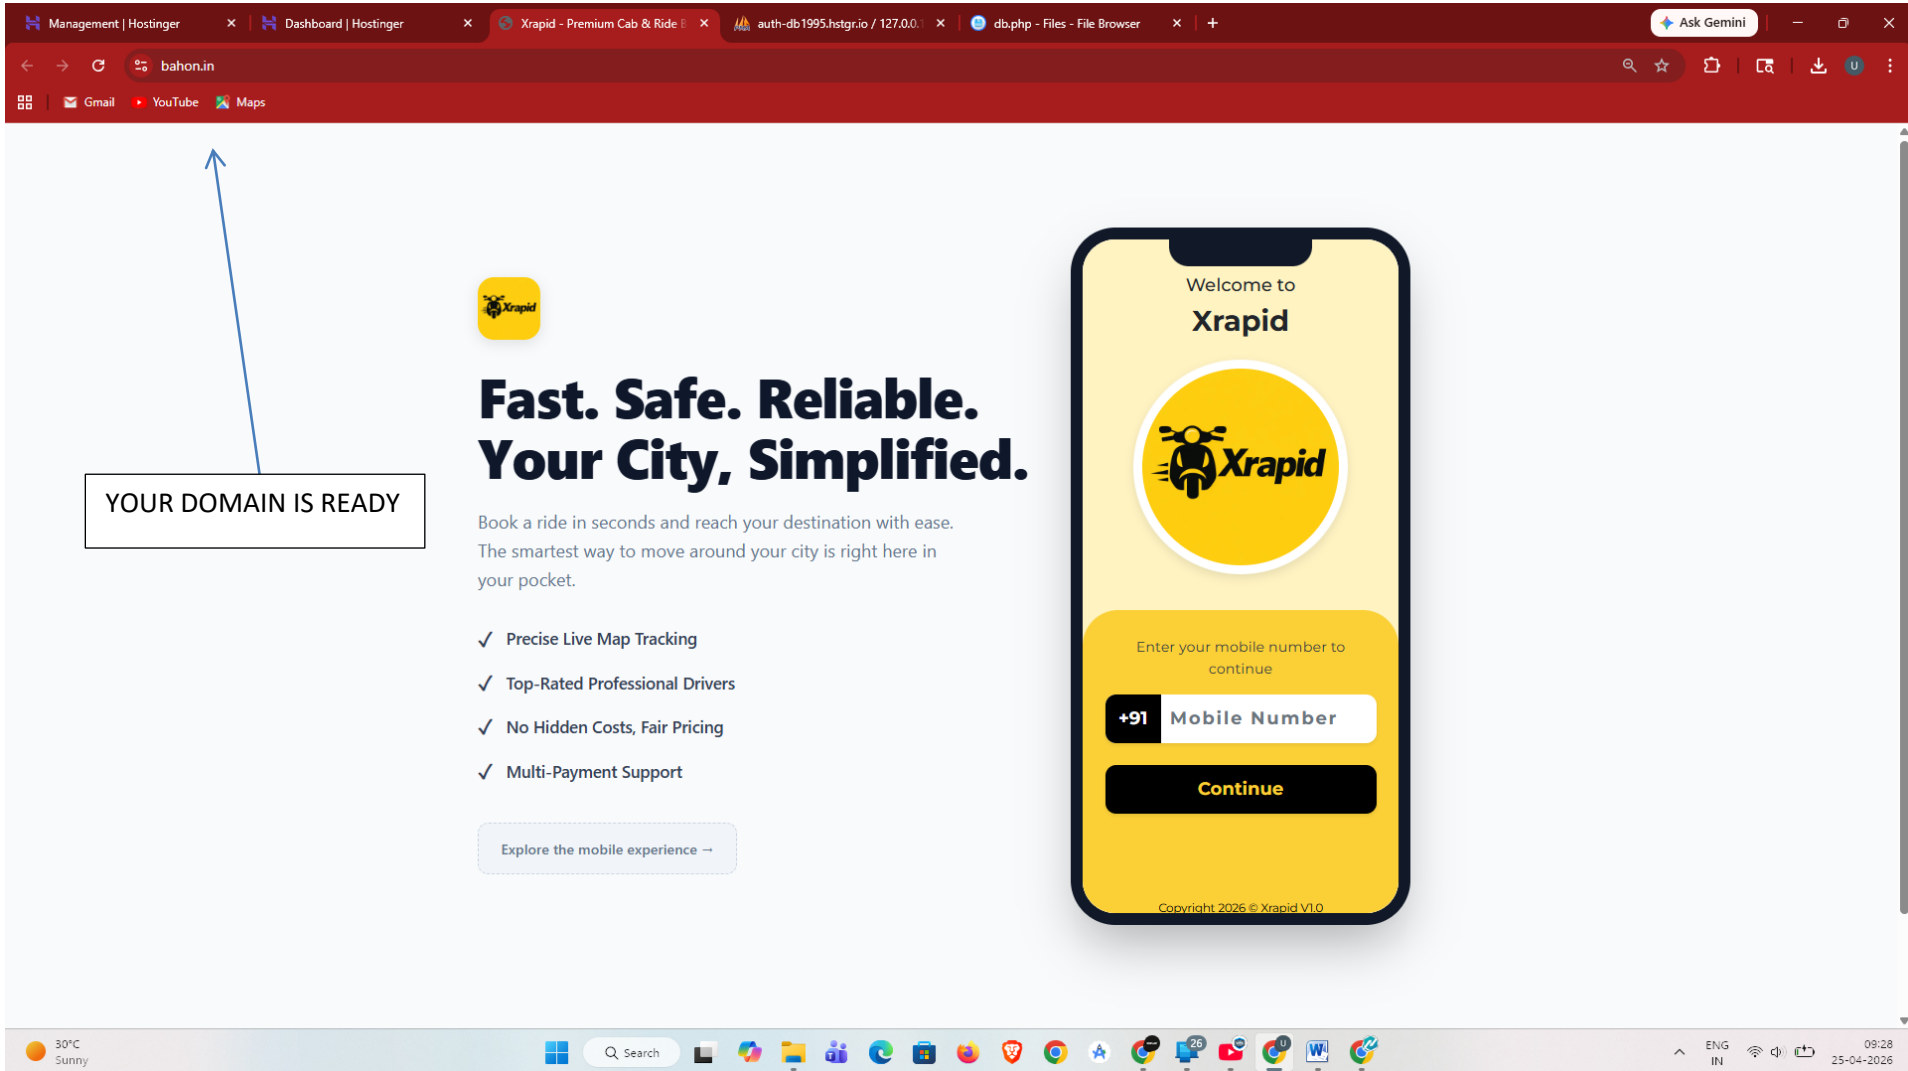 Management | Hostinger
Dashboard | Hostinger
Xrapid - Premium Cab & Ride B
auth-db1995.hstgr.io / 127.0.0.1
db.php - Files - File Browser
Ask Gemini
bahon.in
U
Gmail
YouTube
Maps
YOUR DOMAIN IS READY
Xrapid
Fast. Safe. Reliable.
Your City, Simplified.
Book a ride in seconds and reach your destination with ease.
The smartest way to move around your city is right here in
your pocket.
✓ Precise Live Map Tracking
✓ Top-Rated Professional Drivers
✓ No Hidden Costs, Fair Pricing
✓ Multi-Payment Support
Explore the mobile experience →
Welcome to
Xrapid
Xrapid
Enter your mobile number to
continue
+91 Mobile Number
Continue
Copyright 2026 © Xrapid V1.0
30°C
Sunny
Search
26
U
ENG
IN
09:28
25-04-2026